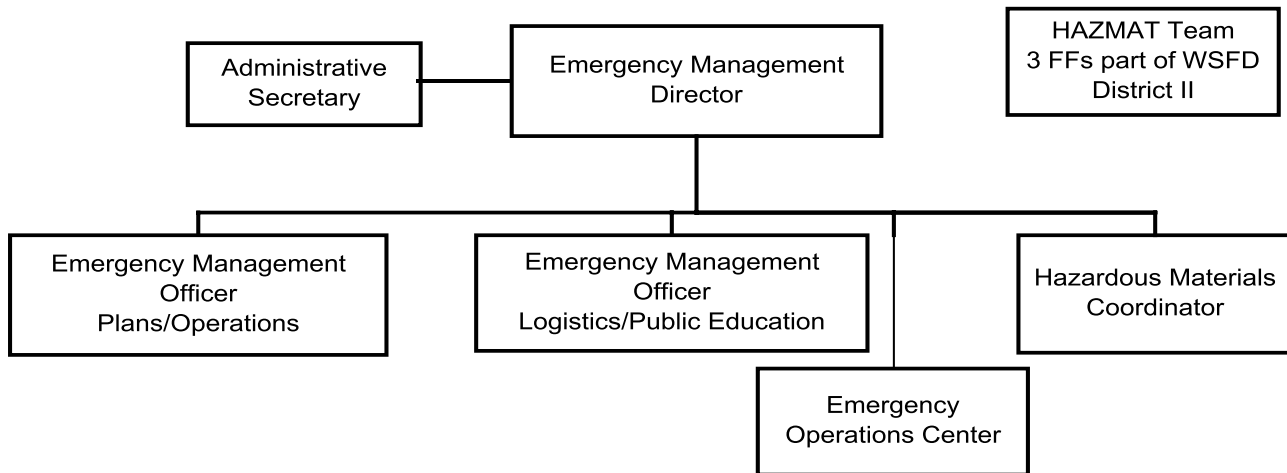 Administrative
Secretary
Emergency Management
Director
HAZMAT Team
3 FFs part of WSFD
District II
Emergency Management
Officer
Plans/Operations
Emergency Management
Officer
Logistics/Public Education
Hazardous Materials
Coordinator
Emergency
Operations Center